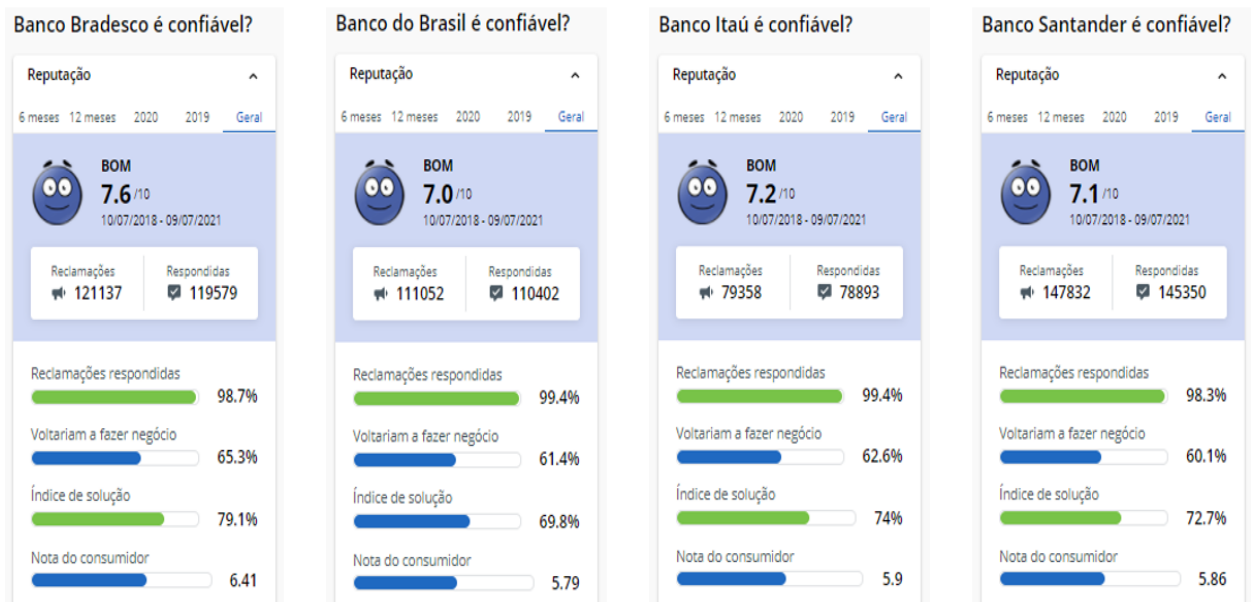 Banco Bradesco é confiável?
Reputação
6 meses 12 meses 2020 2019 Geral
BOM
7.6 /10
10/07/2018 - 09/07/2021
Reclamações Respondidas
121137 119579
Reclamações respondidas
98.7%
Voltariam a fazer negócio
65.3%
Índice de solução
79.1%
Nota do consumidor
6.41
Banco do Brasil é confiável?
Reputação
6 meses 12 meses 2020 2019 Geral
BOM
7.0 /10
10/07/2018 - 09/07/2021
Reclamações Respondidas
111052 110402
Reclamações respondidas
99.4%
Voltariam a fazer negócio
61.4%
Índice de solução
69.8%
Nota do consumidor
5.79
Banco Itaú é confiável?
Reputação
6 meses 12 meses 2020 2019 Geral
BOM
7.2 /10
10/07/2018 - 09/07/2021
Reclamações Respondidas
79358 78893
Reclamações respondidas
99.4%
Voltariam a fazer negócio
62.6%
Índice de solução
74%
Nota do consumidor
5.9
Banco Santander é confiável?
Reputação
6 meses 12 meses 2020 2019 Geral
BOM
7.1 /10
10/07/2018 - 09/07/2021
Reclamações Respondidas
147832 145350
Reclamações respondidas
98.3%
Voltariam a fazer negócio
60.1%
Índice de solução
72.7%
Nota do consumidor
5.86